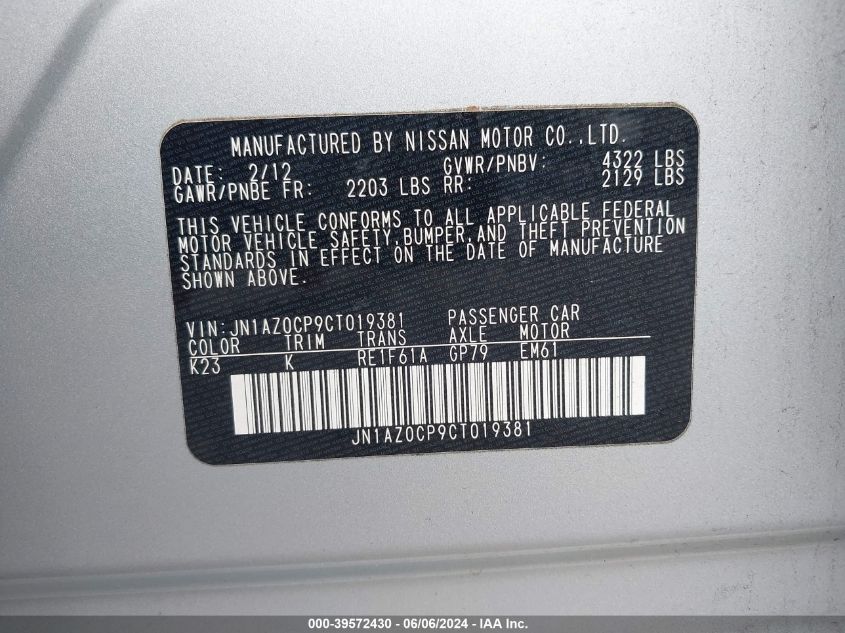 MANUFACTURED BY NISSAN MOTOR CO.,LTD.
DATE: 2/12 GVWR/PNBV: 4322 LBS
GAWR/PNBE FR: 2203 LBS RR: 2129 LBS
THIS VEHICLE CONFORMS TO ALL APPLICABLE FEDERAL
MOTOR VEHICLE SAFETY,BUMPER,AND THEFT PREVENTION
STANDARDS IN EFFECT ON THE DATE OF MANUFACTURE
SHOWN ABOVE.
VIN:JN1AZ0CP9CT019381 PASSENGER CAR
COLOR TRIM TRANS AXLE MOTOR
K23 K RE1F61A GP79 EM61
JN1AZ0CP9CT019381
000-39572430 - 06/06/2024 - IAA Inc.